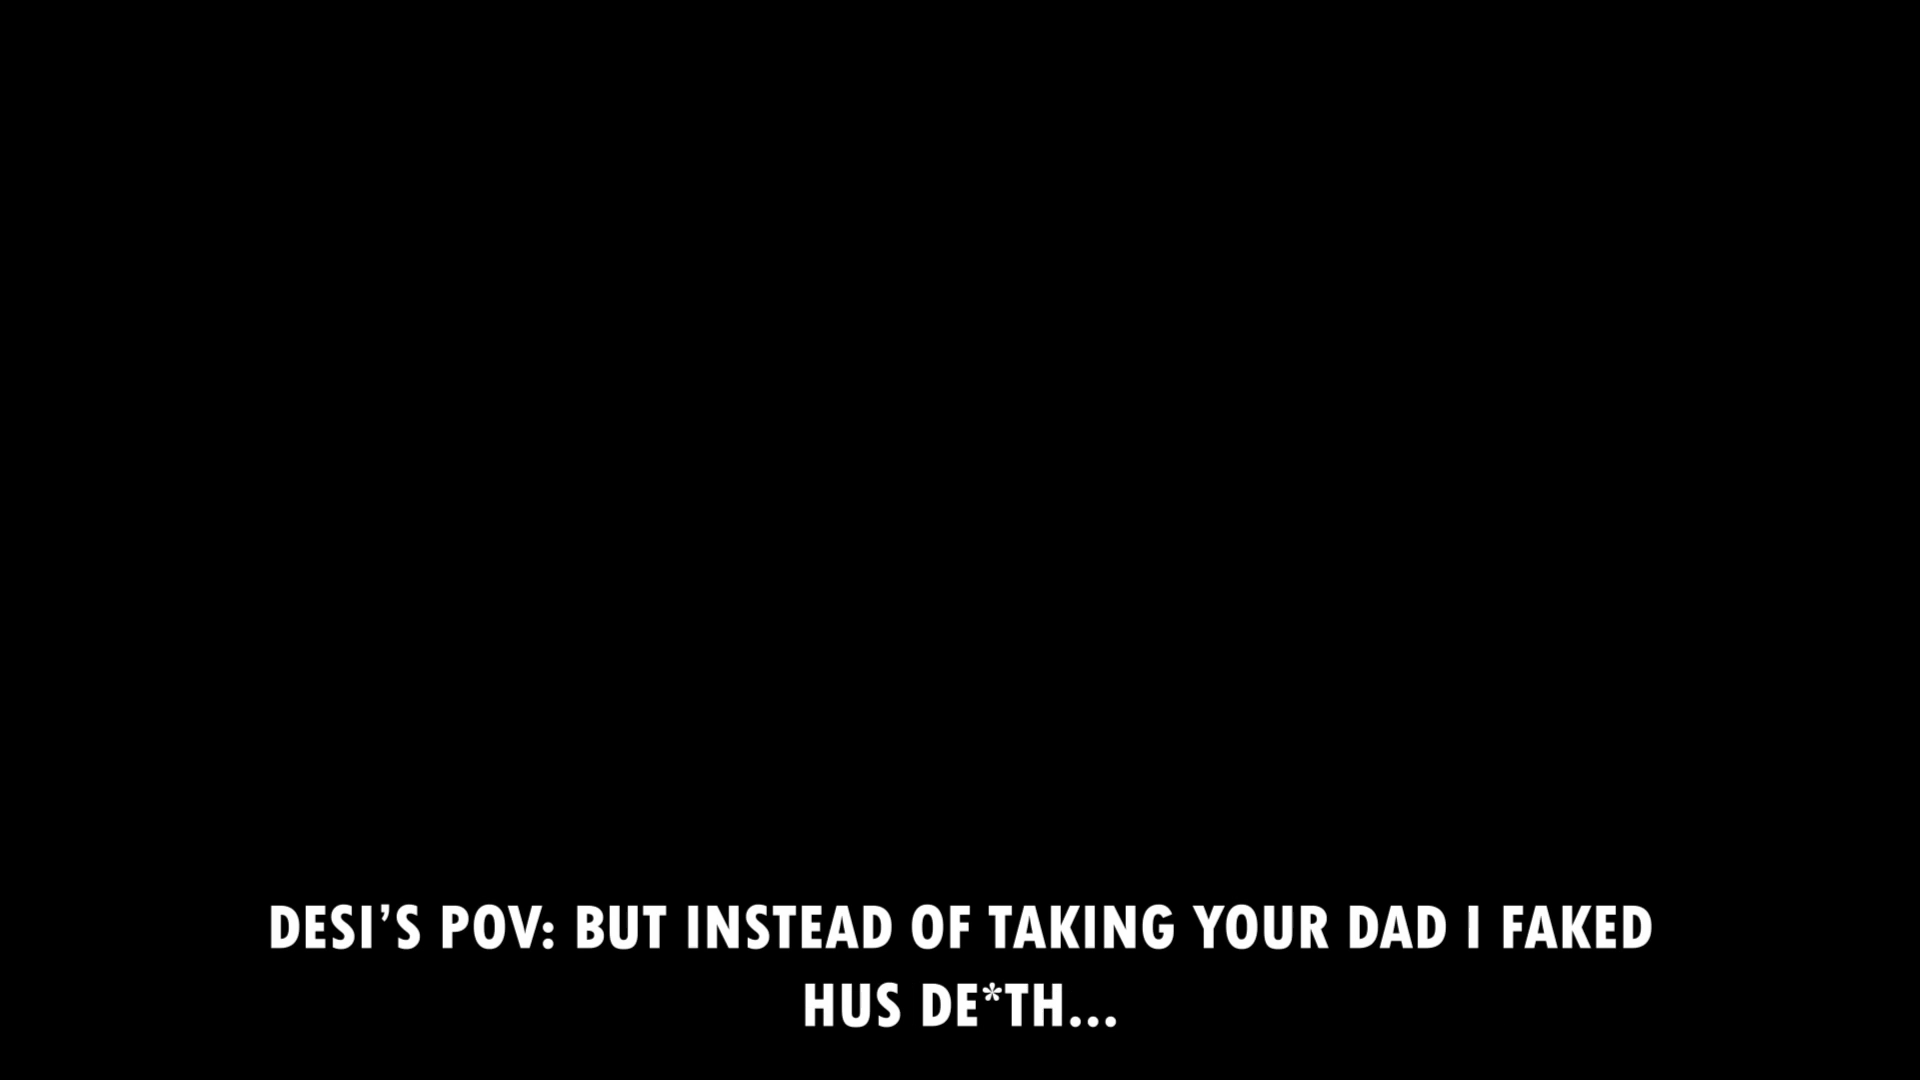 DESI’S POV: BUT INSTEAD OF TAKING YOUR DAD I FAKED
HUS DE*TH...